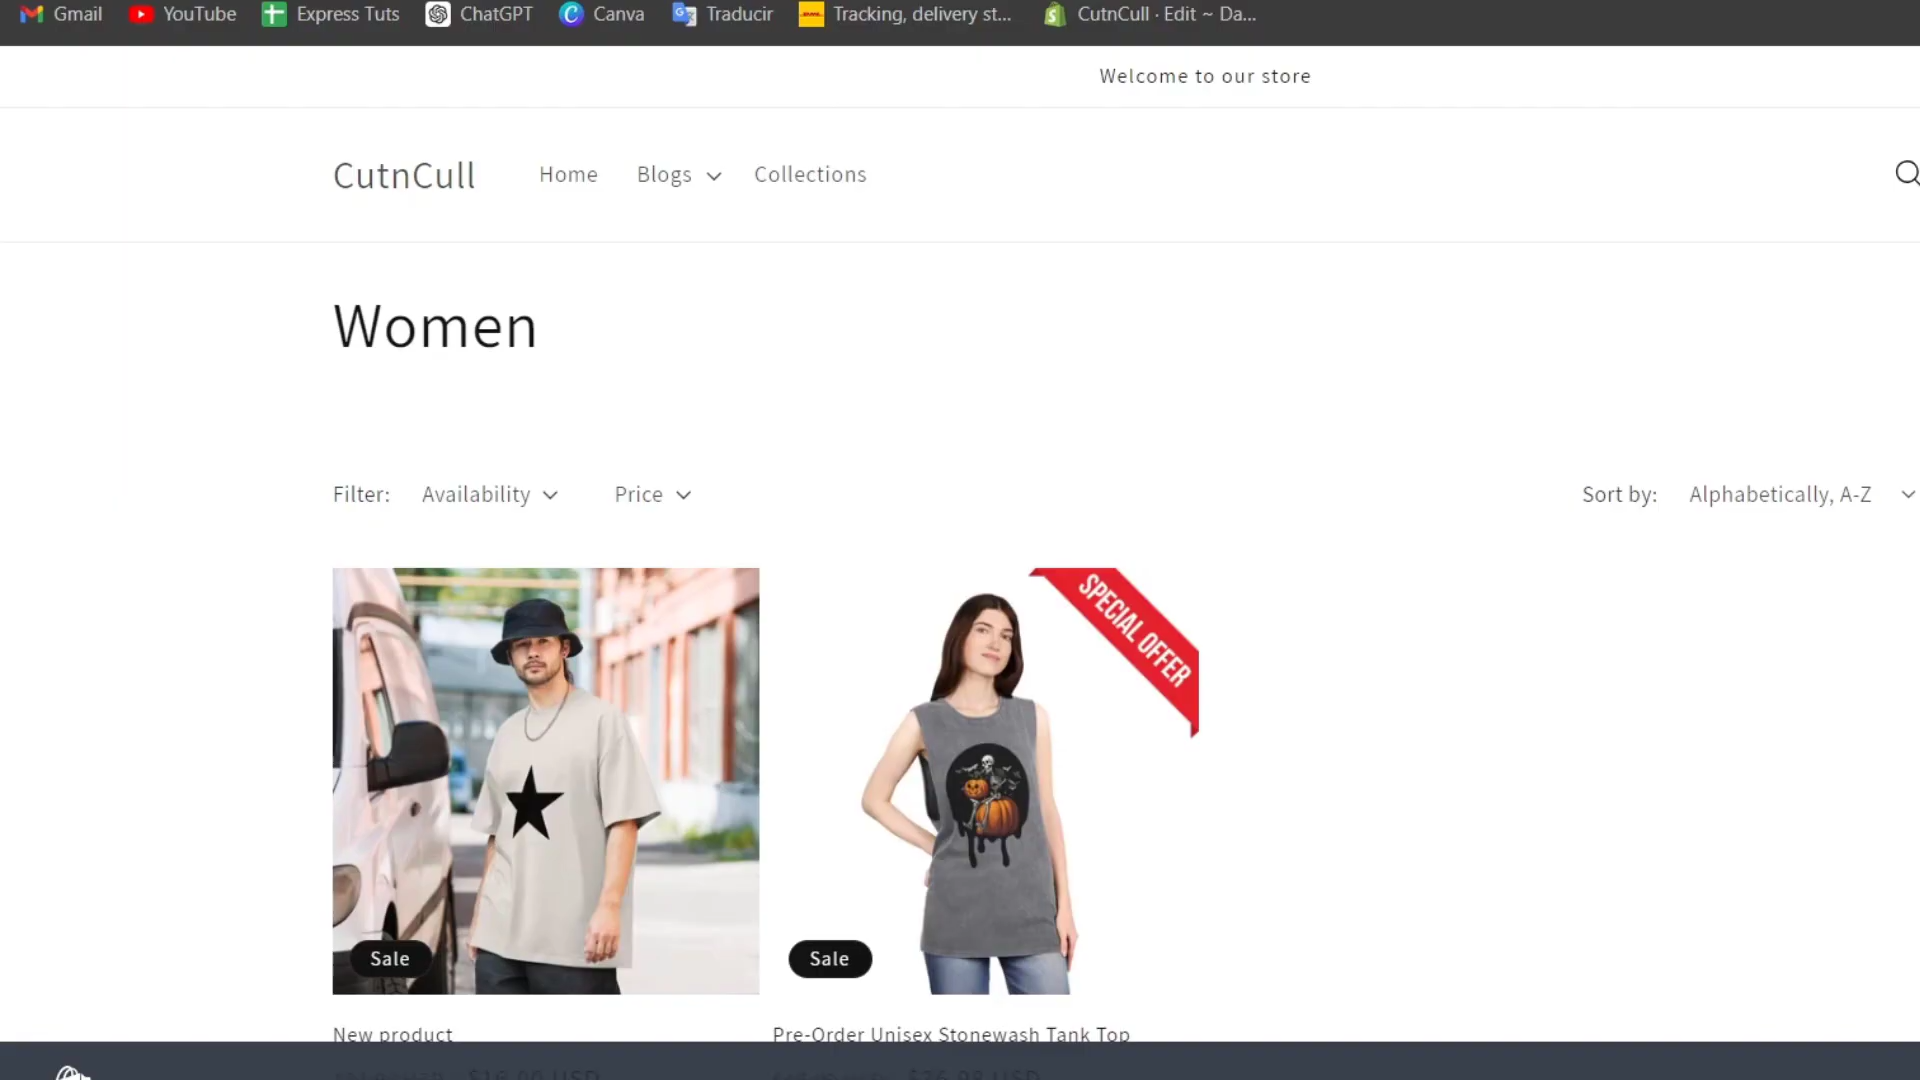 Gmail YouTube Express Tuts ChatGPT Canva Traducir Tracking, delivery st... CutnCull · Edit ~ Da...
Welcome to our store
CutnCull Home Blogs Collections
Women
Filter: Availability Price Sort by: Alphabetically, A-Z
SPECIAL OFFER
Sale Sale
New product Pre-Order Unisex Stonewash Tank Top